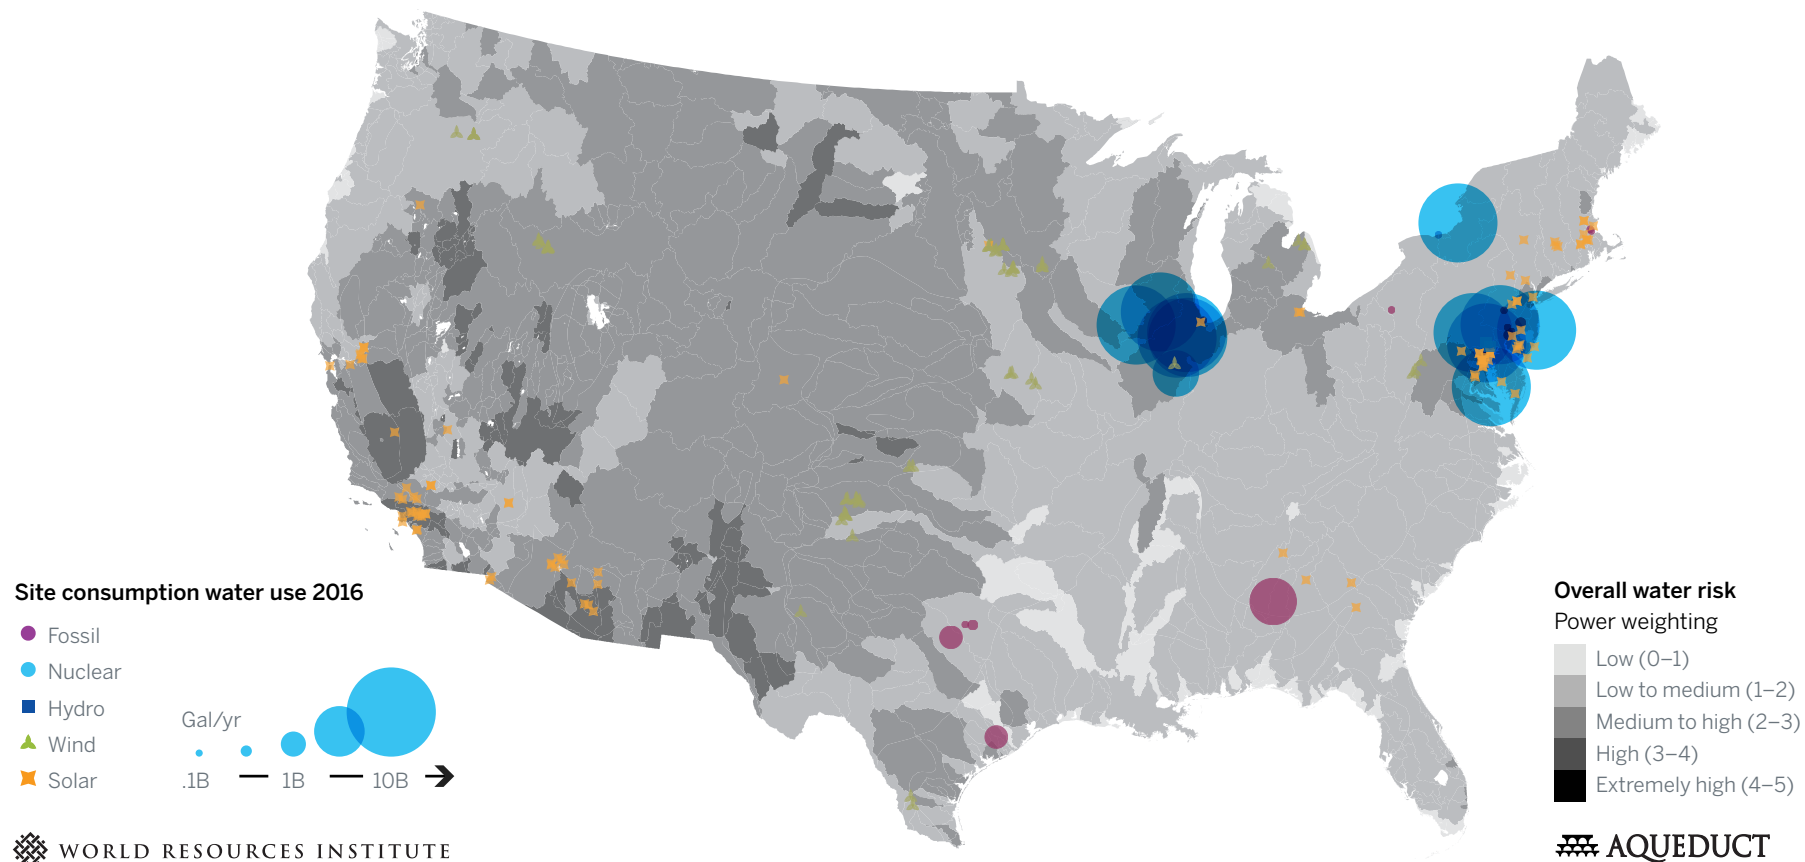 Site consumption water use 2016
Fossil
Nuclear
Hydro
Wind
Solar
Gal/yr
.1B
1B
10B
WORLD RESOURCES INSTITUTE
Overall water risk
Power weighting
Low (0–1)
Low to medium (1–2)
Medium to high (2–3)
High (3–4)
Extremely high (4–5)
AQUEDUCT